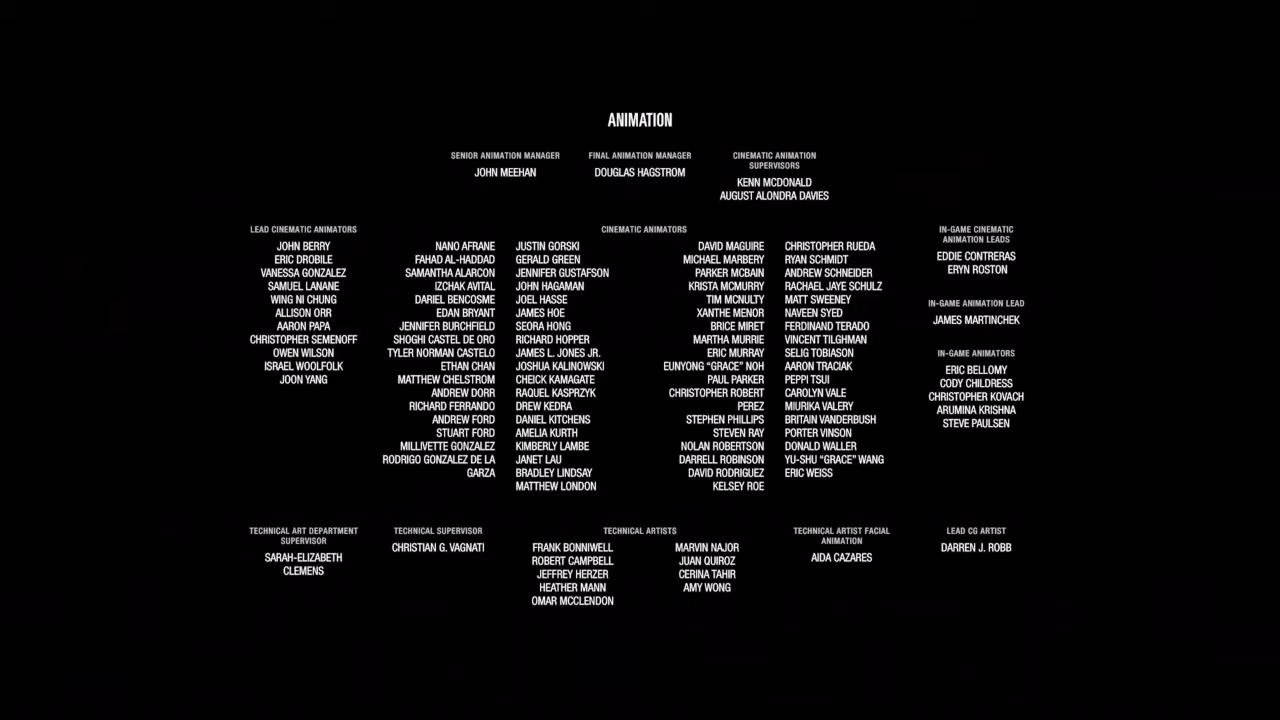 ANIMATION
SENIOR ANIMATION MANAGER
JOHN MEEHAN
FINAL ANIMATION MANAGER
DOUGLAS HAGSTROM
CINEMATIC ANIMATION
SUPERVISORS
KENN MCDONALD
AUGUST ALONDRA DAVIES
LEAD CINEMATIC ANIMATORS
JOHN BERRY
ERIC DROBILE
VANESSA GONZALEZ
SAMUEL LANANE
WING NI CHUNG
ALLISON ORR
AARON PAPA
CHRISTOPHER SEMENOFF
OWEN WILSON
ISRAEL WOOLFOLK
JOON YANG
CINEMATIC ANIMATORS
NANO AFRANE
FAHAD AL-HADDAD
SAMANTHA ALARCON
IZCHAK AVITAL
DARIEL BENCOSME
EDAN BRYANT
JENNIFER BURCHFIELD
SHOGHI CASTEL DE ORO
TYLER NORMAN CASTELO
ETHAN CHAN
MATTHEW CHELSTROM
ANDREW DORR
RICHARD FERRANDO
ANDREW FORD
STUART FORD
MILLIVETTE GONZALEZ
RODRIGO GONZALEZ DE LA
GARZA
JUSTIN GORSKI
GERALD GREEN
JENNIFER GUSTAFSON
JOHN HAGAMAN
JOEL HASSE
JAMES HOE
SEORA HONG
RICHARD HOPPER
JAMES L. JONES JR.
JOSHUA KALINOWSKI
CHEICK KAMAGATE
RAQUEL KASPRZYK
DREW KEDRA
DANIEL KITCHENS
AMELIA KURTH
KIMBERLY LAMBE
JANET LAU
BRADLEY LINDSAY
MATTHEW LONDON
DAVID MAGUIRE
MICHAEL MARBERY
PARKER MCBAIN
KRISTA MCMURRY
TIM MCNULTY
XANTHE MENOR
BRICE MIRET
MARTHA MURRIE
ERIC MURRAY
EUNYONG “GRACE” NOH
PAUL PARKER
CHRISTOPHER ROBERT
PEREZ
STEPHEN PHILLIPS
STEVEN RAY
NOLAN ROBERTSON
DARRELL ROBINSON
DAVID RODRIGUEZ
KELSEY ROE
CHRISTOPHER RUEDA
RYAN SCHMIDT
ANDREW SCHNEIDER
RACHAEL JAYE SCHULZ
MATT SWEENEY
NAVEEN SYED
FERDINAND TERADO
VINCENT TILGHMAN
SELIG TOBIASON
AARON TRACIAK
PEPPI TSUI
CAROLYN VALE
MIURIKA VALERY
BRITAIN VANDERBUSH
PORTER VINSON
DONALD WALLER
YU-SHU “GRACE” WANG
ERIC WEISS
IN-GAME CINEMATIC
ANIMATION LEADS
EDDIE CONTRERAS
ERYN ROSTON
IN-GAME ANIMATION LEAD
JAMES MARTINCHEK
IN-GAME ANIMATORS
ERIC BELLOMY
CODY CHILDRESS
CHRISTOPHER KOVACH
ARUMINA KRISHNA
STEVE PAULSEN
TECHNICAL ART DEPARTMENT
SUPERVISOR
SARAH-ELIZABETH
CLEMENS
TECHNICAL SUPERVISOR
CHRISTIAN G. VAGNATI
TECHNICAL ARTISTS
FRANK BONNIWELL
ROBERT CAMPBELL
JEFFREY HERZER
HEATHER MANN
OMAR MCCLENDON
MARVIN NAJOR
JUAN QUIROZ
CERINA TAHIR
AMY WONG
TECHNICAL ARTIST FACIAL
ANIMATION
AIDA CAZARES
LEAD CG ARTIST
DARREN J. ROBB